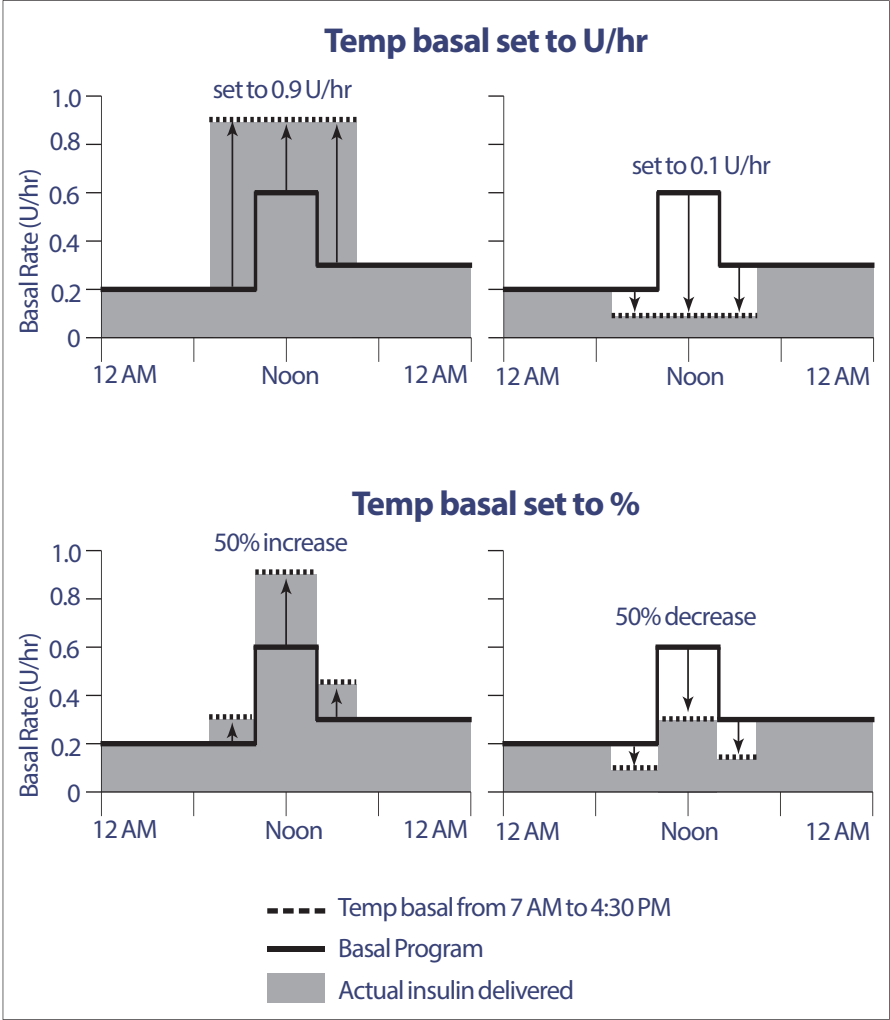 Temp basal set to U/hr
set to 0.9 U/hr
set to 0.1 U/hr
Basal Rate (U/hr)
1.0
0.8
0.6
0.4
0.2
0
12 AM Noon 12 AM
12 AM Noon 12 AM
Temp basal set to %
50% increase
50% decrease
Basal Rate (U/hr)
1.0
0.8
0.6
0.4
0.2
0
12 AM Noon 12 AM
12 AM Noon 12 AM
Temp basal from 7 AM to 4:30 PM
Basal Program
Actual insulin delivered